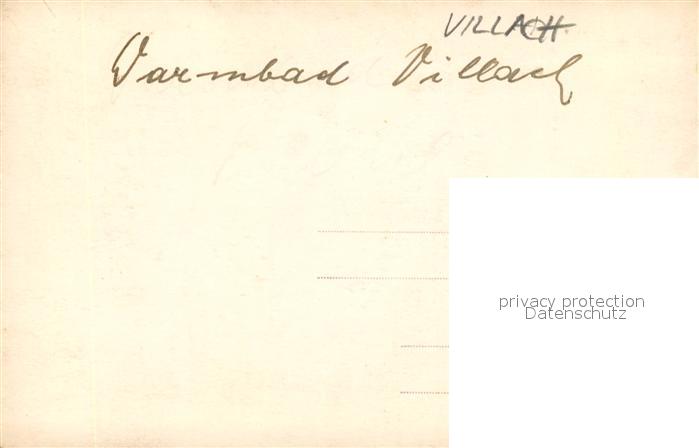 VILLACH
Warmbad Villach
privacy protection
Datenschutz